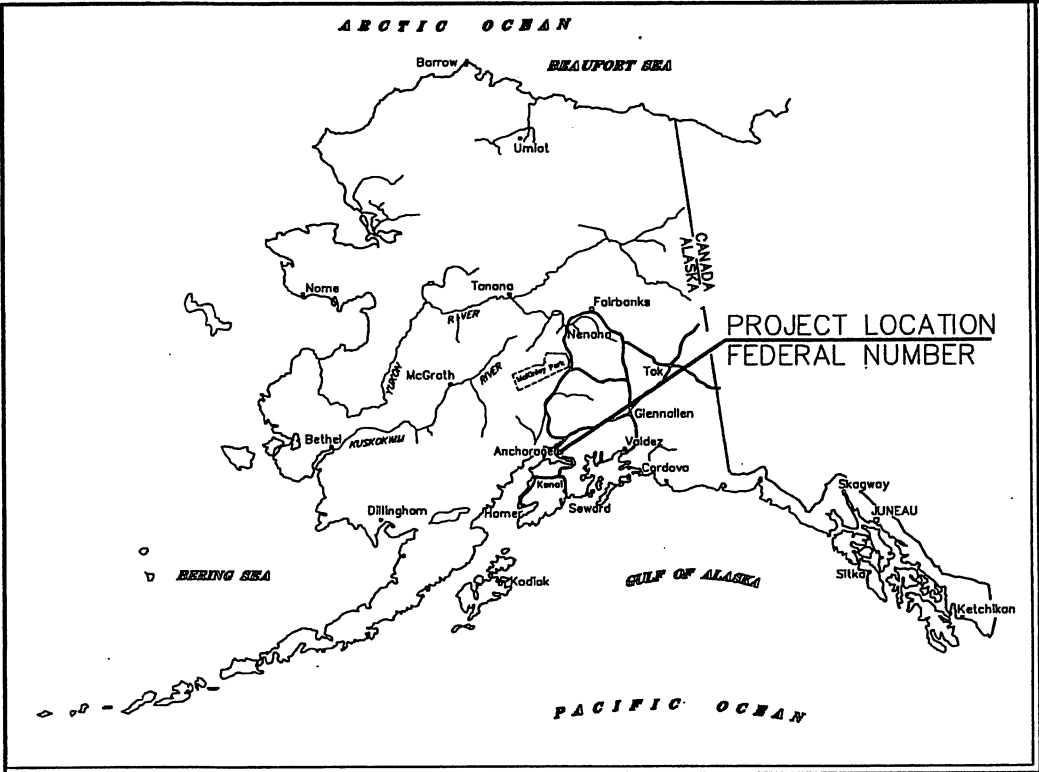 ARCTIC OCEAN
Barrow
BEAUFORT SEA
Umiat
CANADA
ALASKA
Nome
Tanana
Fairbanks
RIVER
Nenana
PROJECT LOCATION
FEDERAL NUMBER
McGrath
YUKON
RIVER
McKinley Park
Tok
Glennallen
Bethel
KUSKOKWIM
Anchorage
Valdez
Cordova
Kenai
Skagway
Dillingham
Homer
Seward
JUNEAU
BERING SEA
Kodiak
GULF OF ALASKA
Sitka
Ketchikan
PACIFIC OCEAN